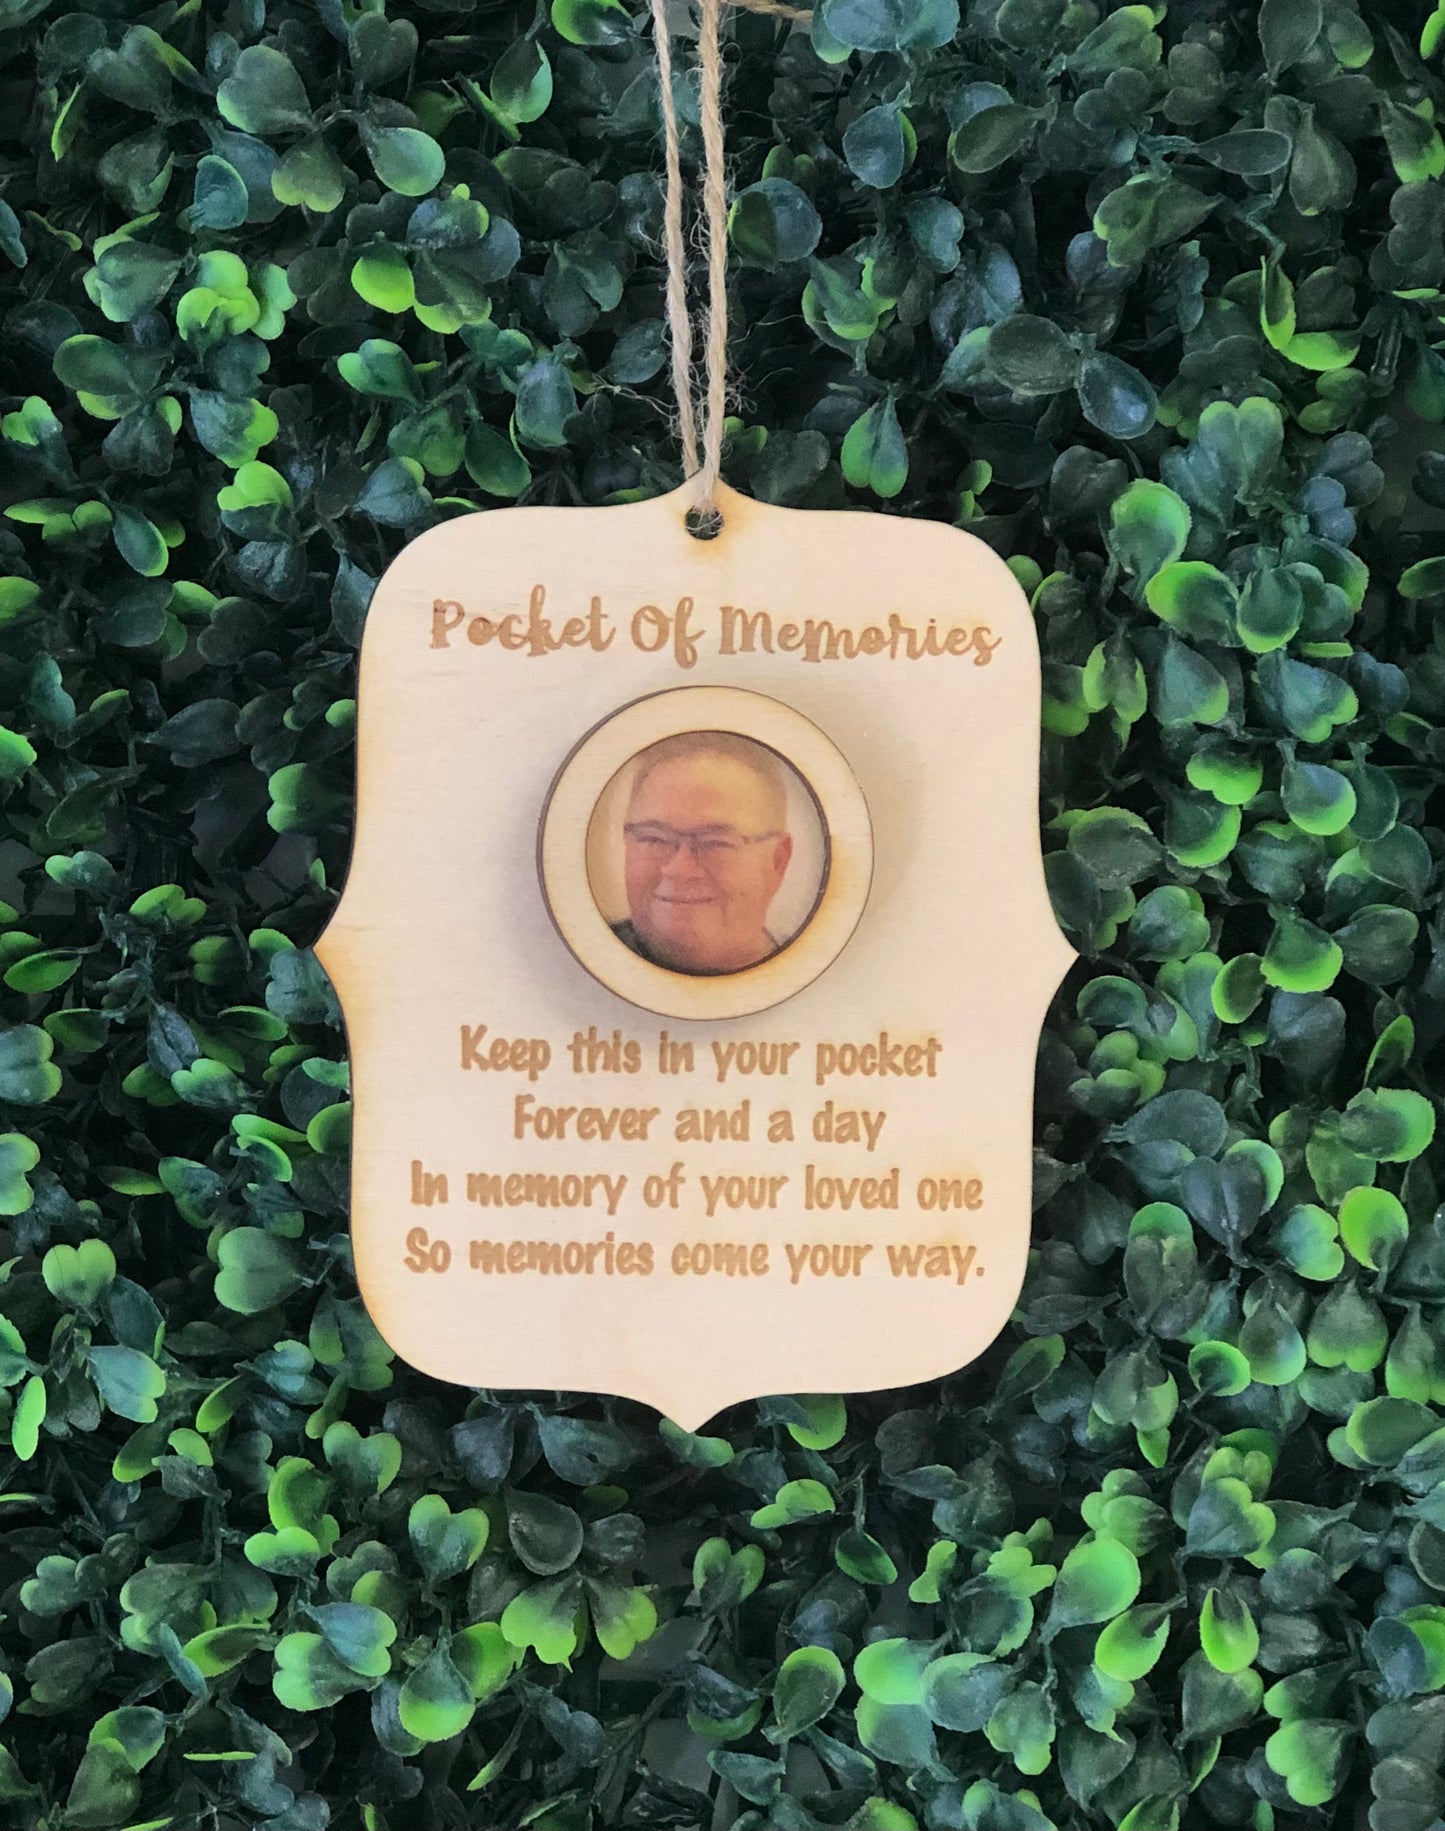 Pocket Of Memories
Keep this in your pocket
Forever and a day
In memory of your loved one
So memories come your way.